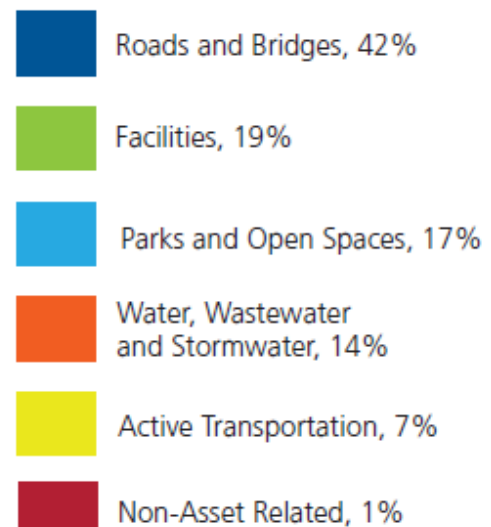 Roads and Bridges, 42%
Facilities, 19%
Parks and Open Spaces, 17%
Water, Wastewater
and Stormwater, 14%
Active Transportation, 7%
Non-Asset Related, 1%